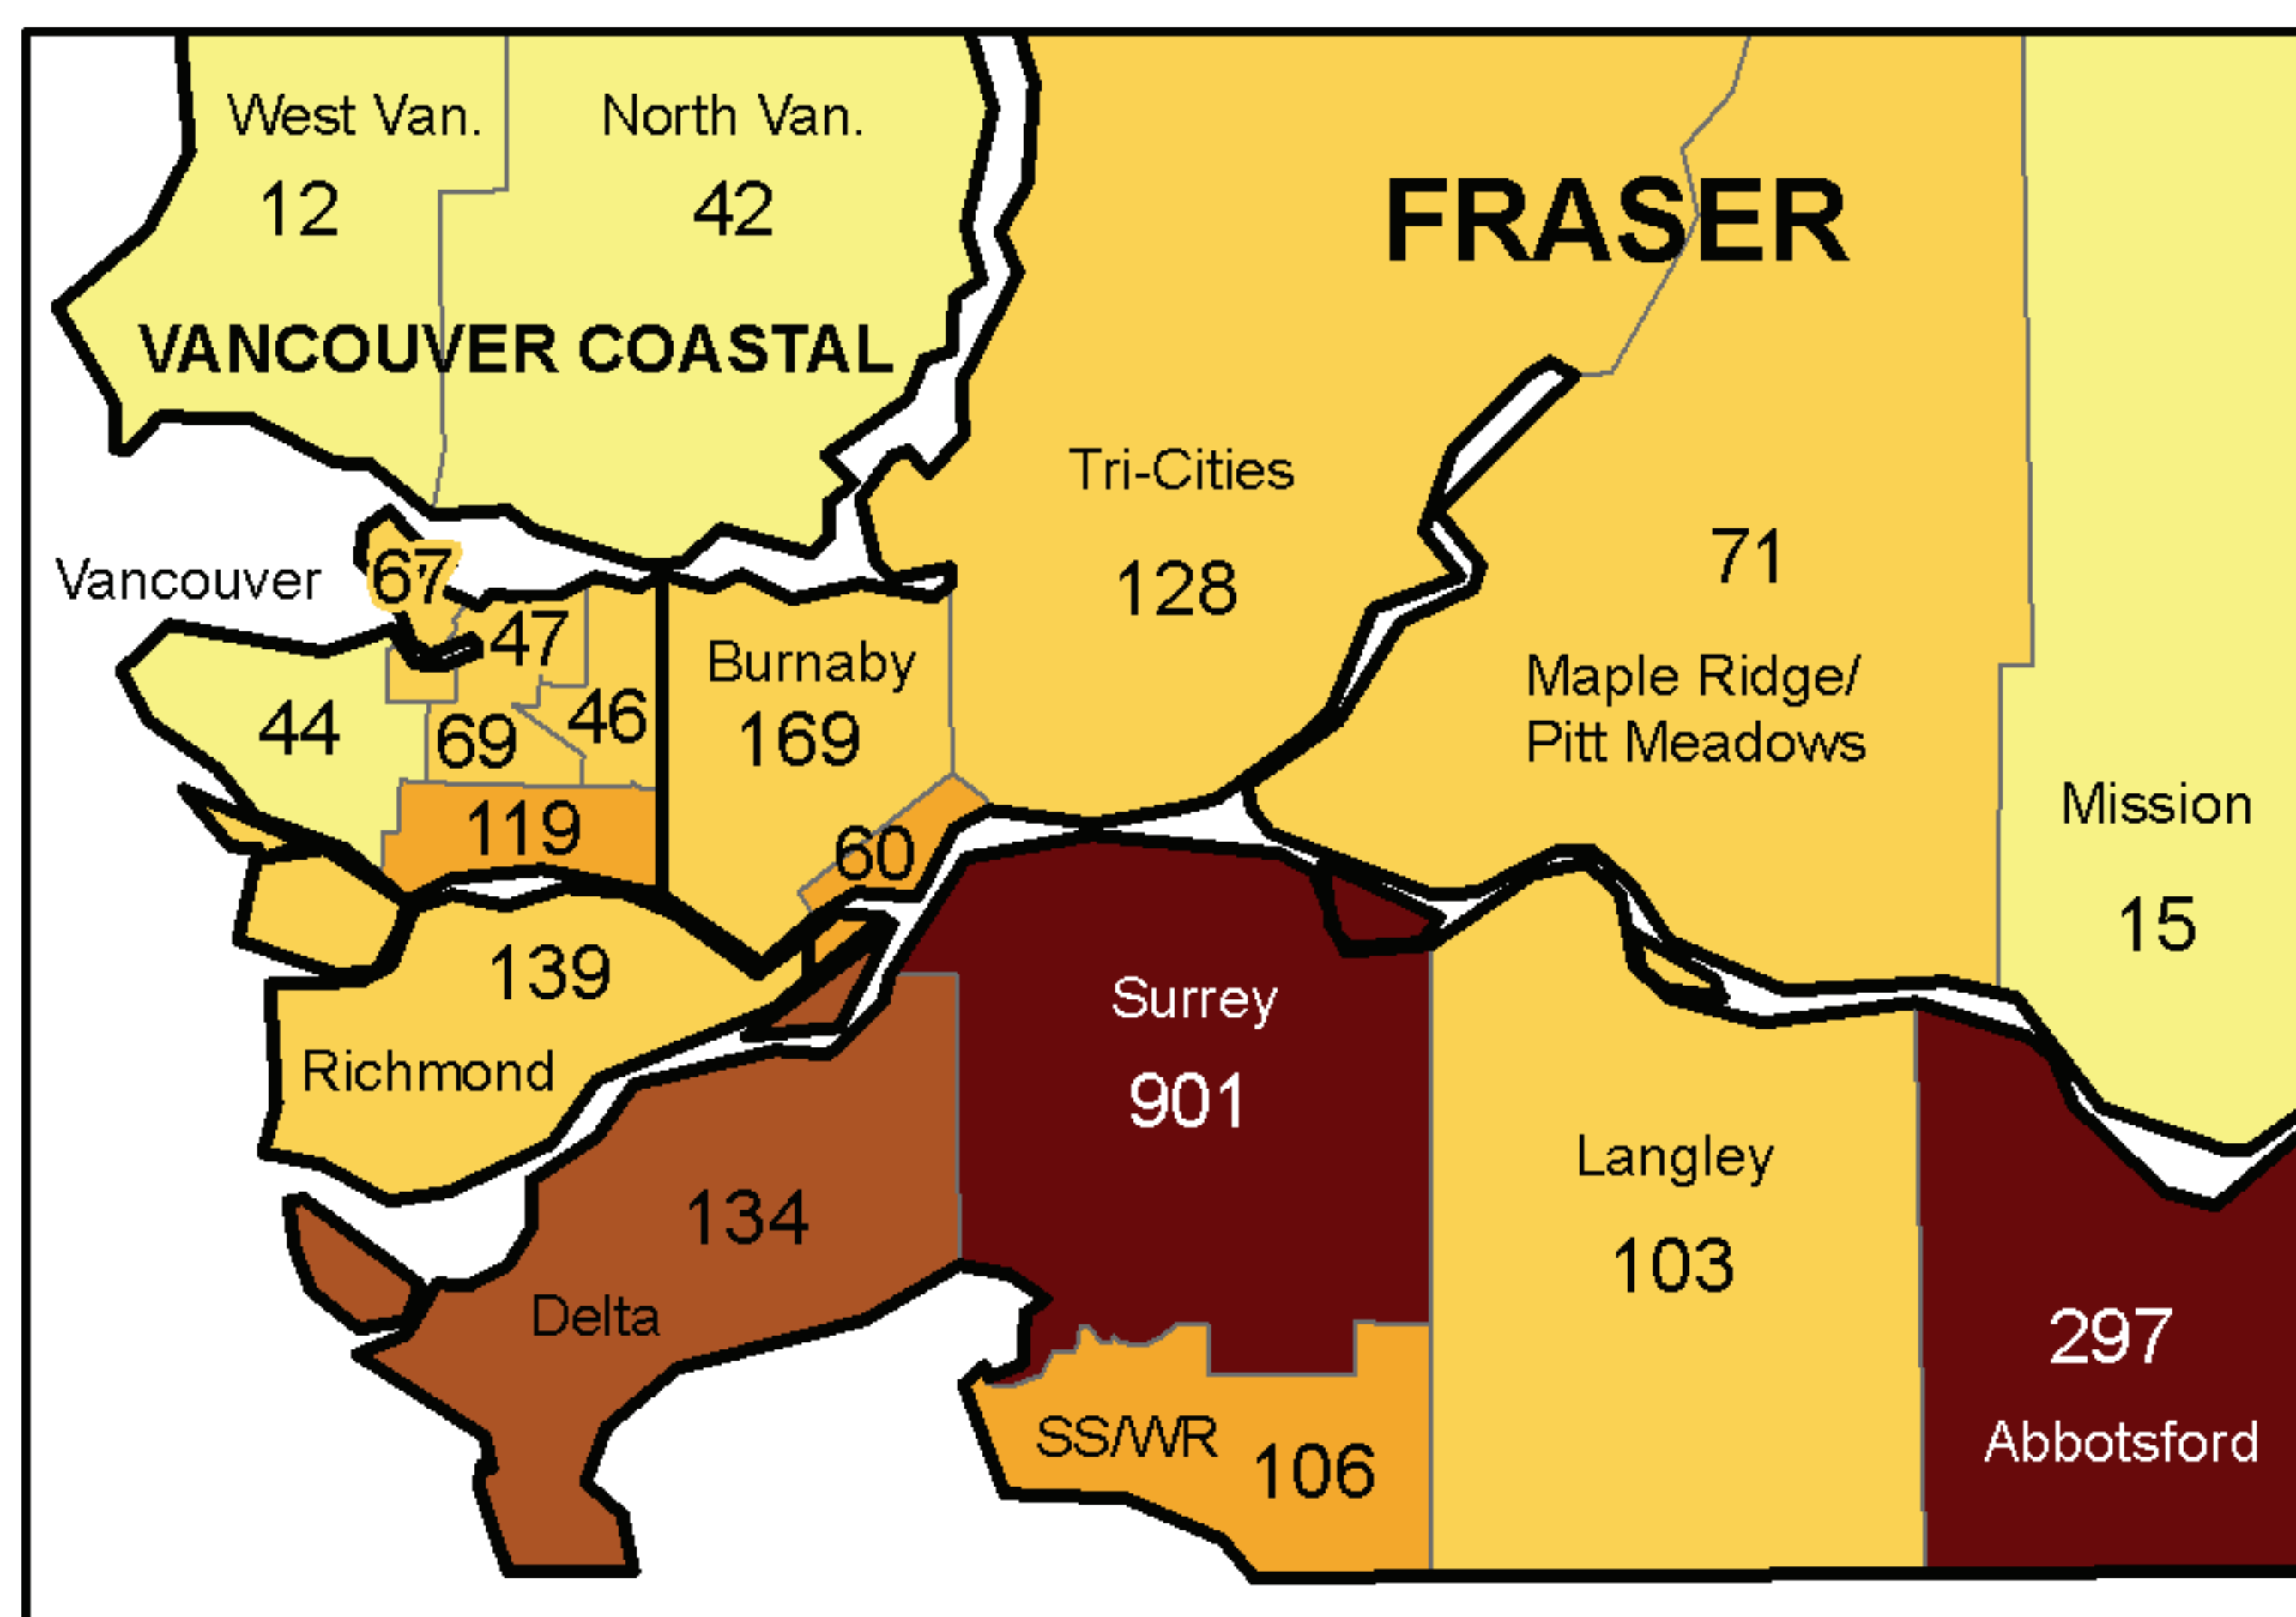 West Van.
12
North Van.
42
VANCOUVER COASTAL
FRASER
Tri-Cities
128
71
Maple Ridge/
Pitt Meadows
Mission
15
Vancouver
67
47
44
69
46
119
Burnaby
169
60
139
Richmond
134
Delta
Surrey
901
SS/WR
106
Langley
103
297
Abbotsford